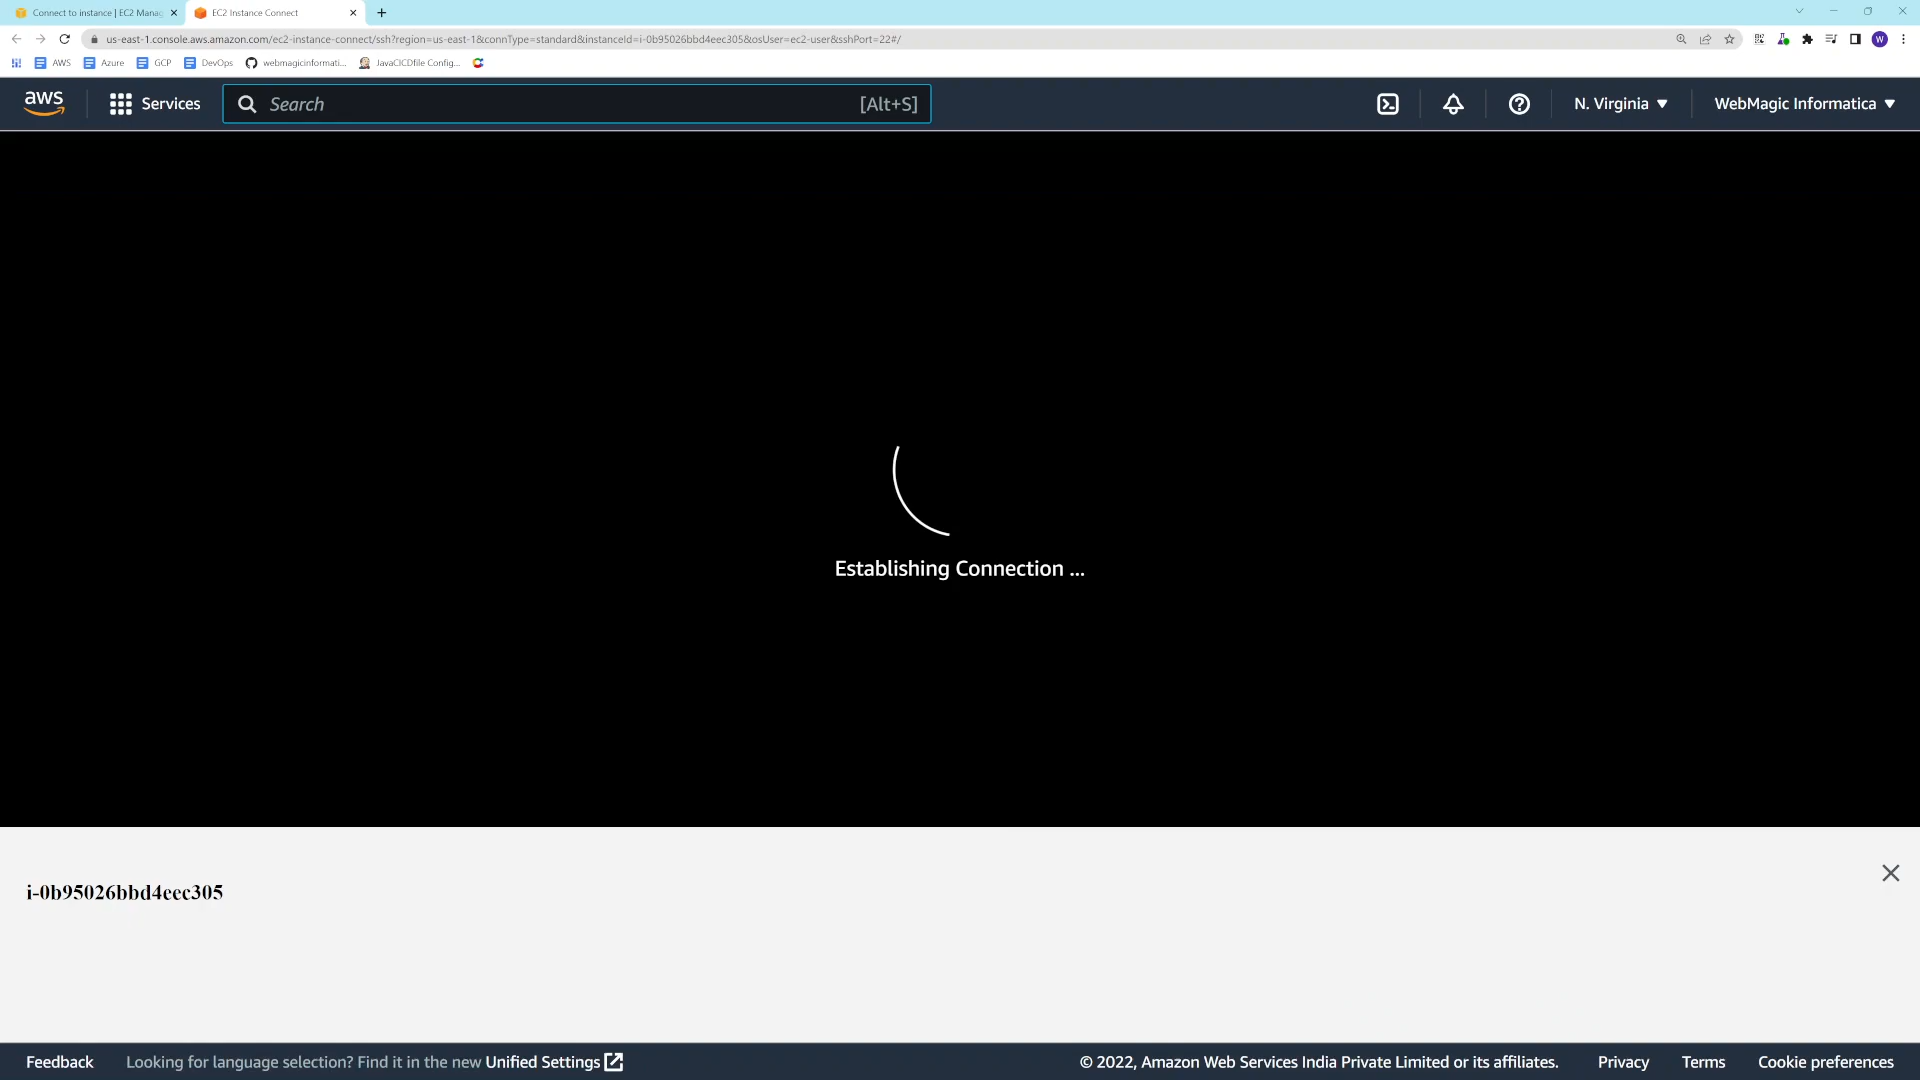 Connect to instance | EC2 Manag
EC2 Instance Connect
us-east-1.console.aws.amazon.com/ec2-instance-connect/ssh?region=us-east-1&connType=standard&instanceId=i-0b95026bbd4eec305&osUser=ec2-user&sshPort=22#/
W
AWS
Azure
GCP
DevOps
webmagicinformati...
JavaCICDfile Config...
aws
Services
Search
[Alt+S]
N. Virginia
WebMagic Informatica
Establishing Connection ...
i-0b95026bbd4eec305
Feedback
Looking for language selection? Find it in the new Unified Settings
© 2022, Amazon Web Services India Private Limited or its affiliates.
Privacy
Terms
Cookie preferences